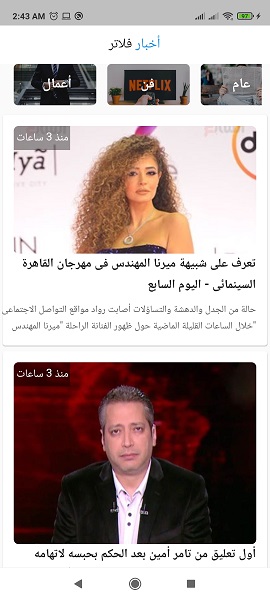 2:43 AM
97
أخبار فلاتر
عام
فن
أعمال
NETFLIX
منذ 3 ساعات
تعرف على شبيهة ميرنا المهندس فى مهرجان القاهرة
السينمائى - اليوم السابع
حالة من الجدل والدهشة والتساؤلات أصابت رواد مواقع التواصل الاجتماعى
خلال الساعات القليلة الماضية حول ظهور الفنانة الراحلة "ميرنا المهندس"
منذ 3 ساعات
أول تعليق من تامر أمين بعد الحكم بحبسه لاتهامه